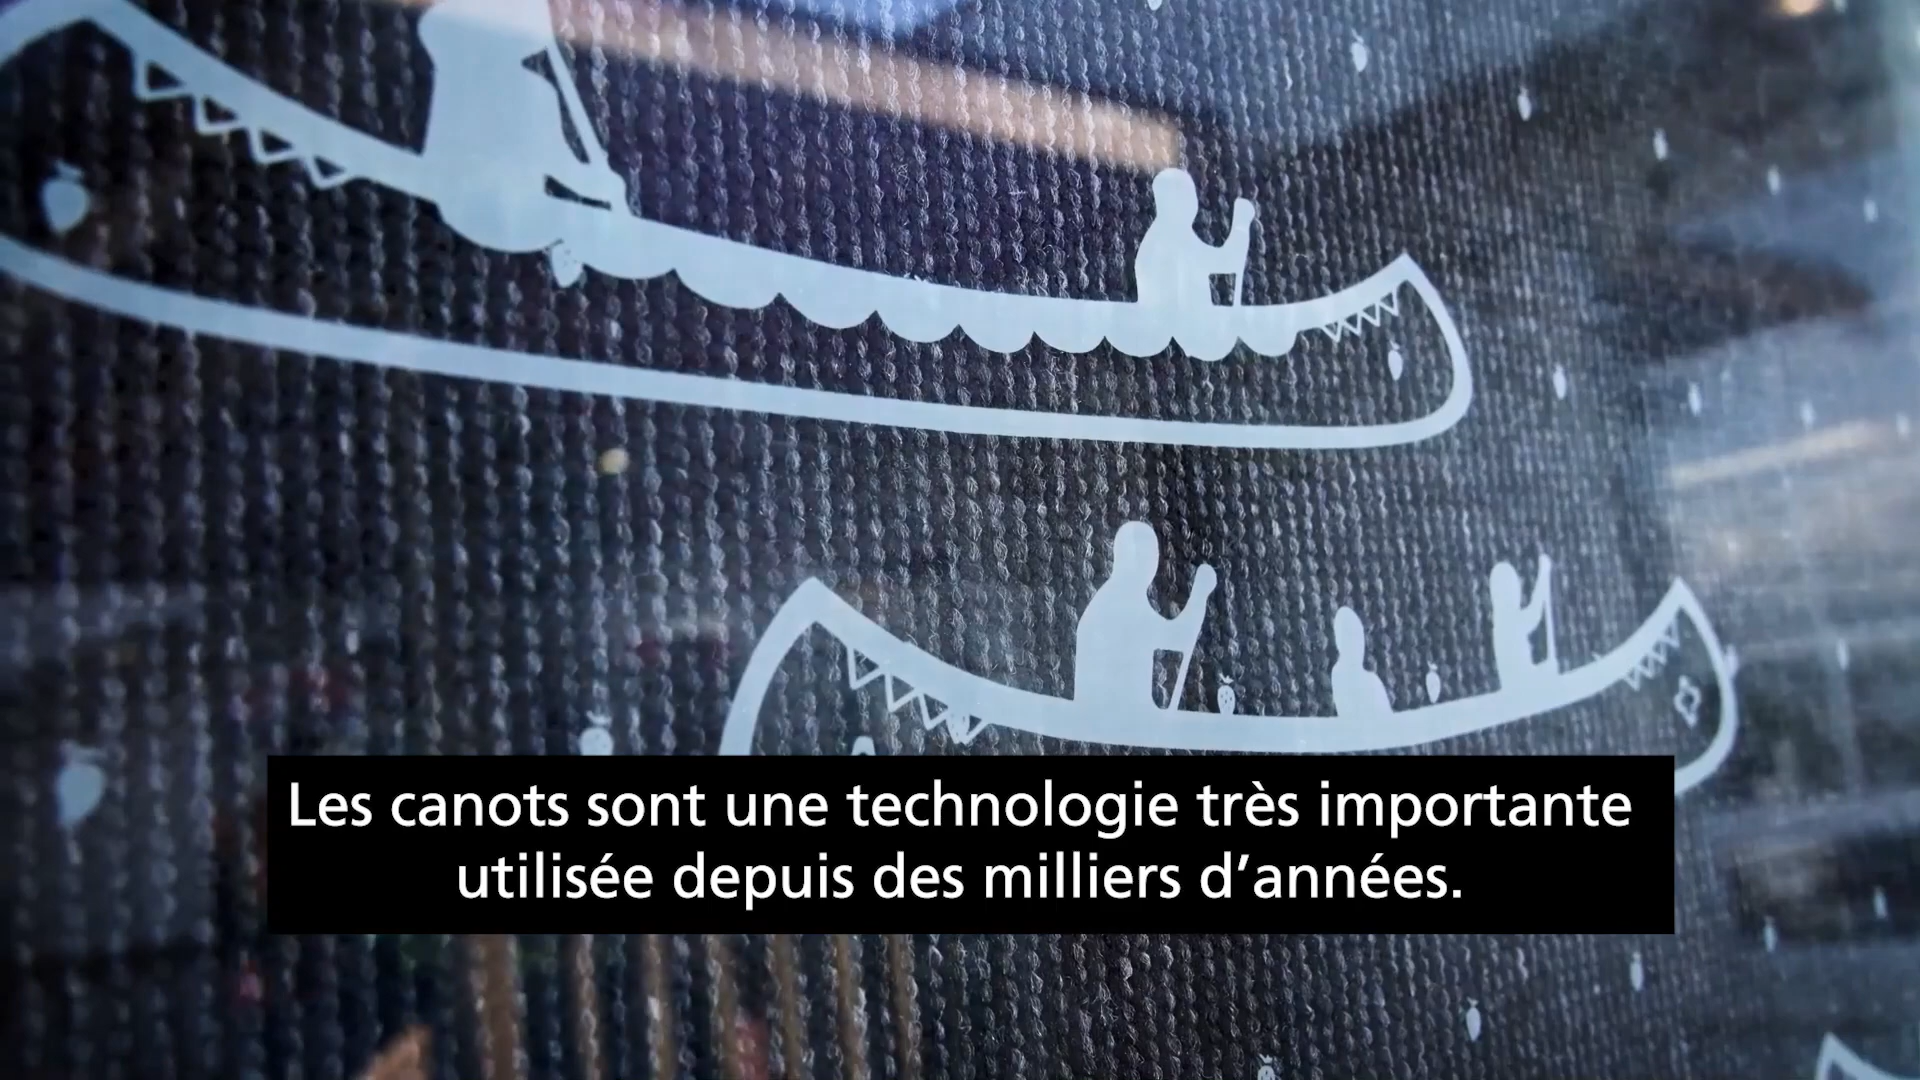 Les canots sont une technologie très importante
utilisée depuis des milliers d’années.